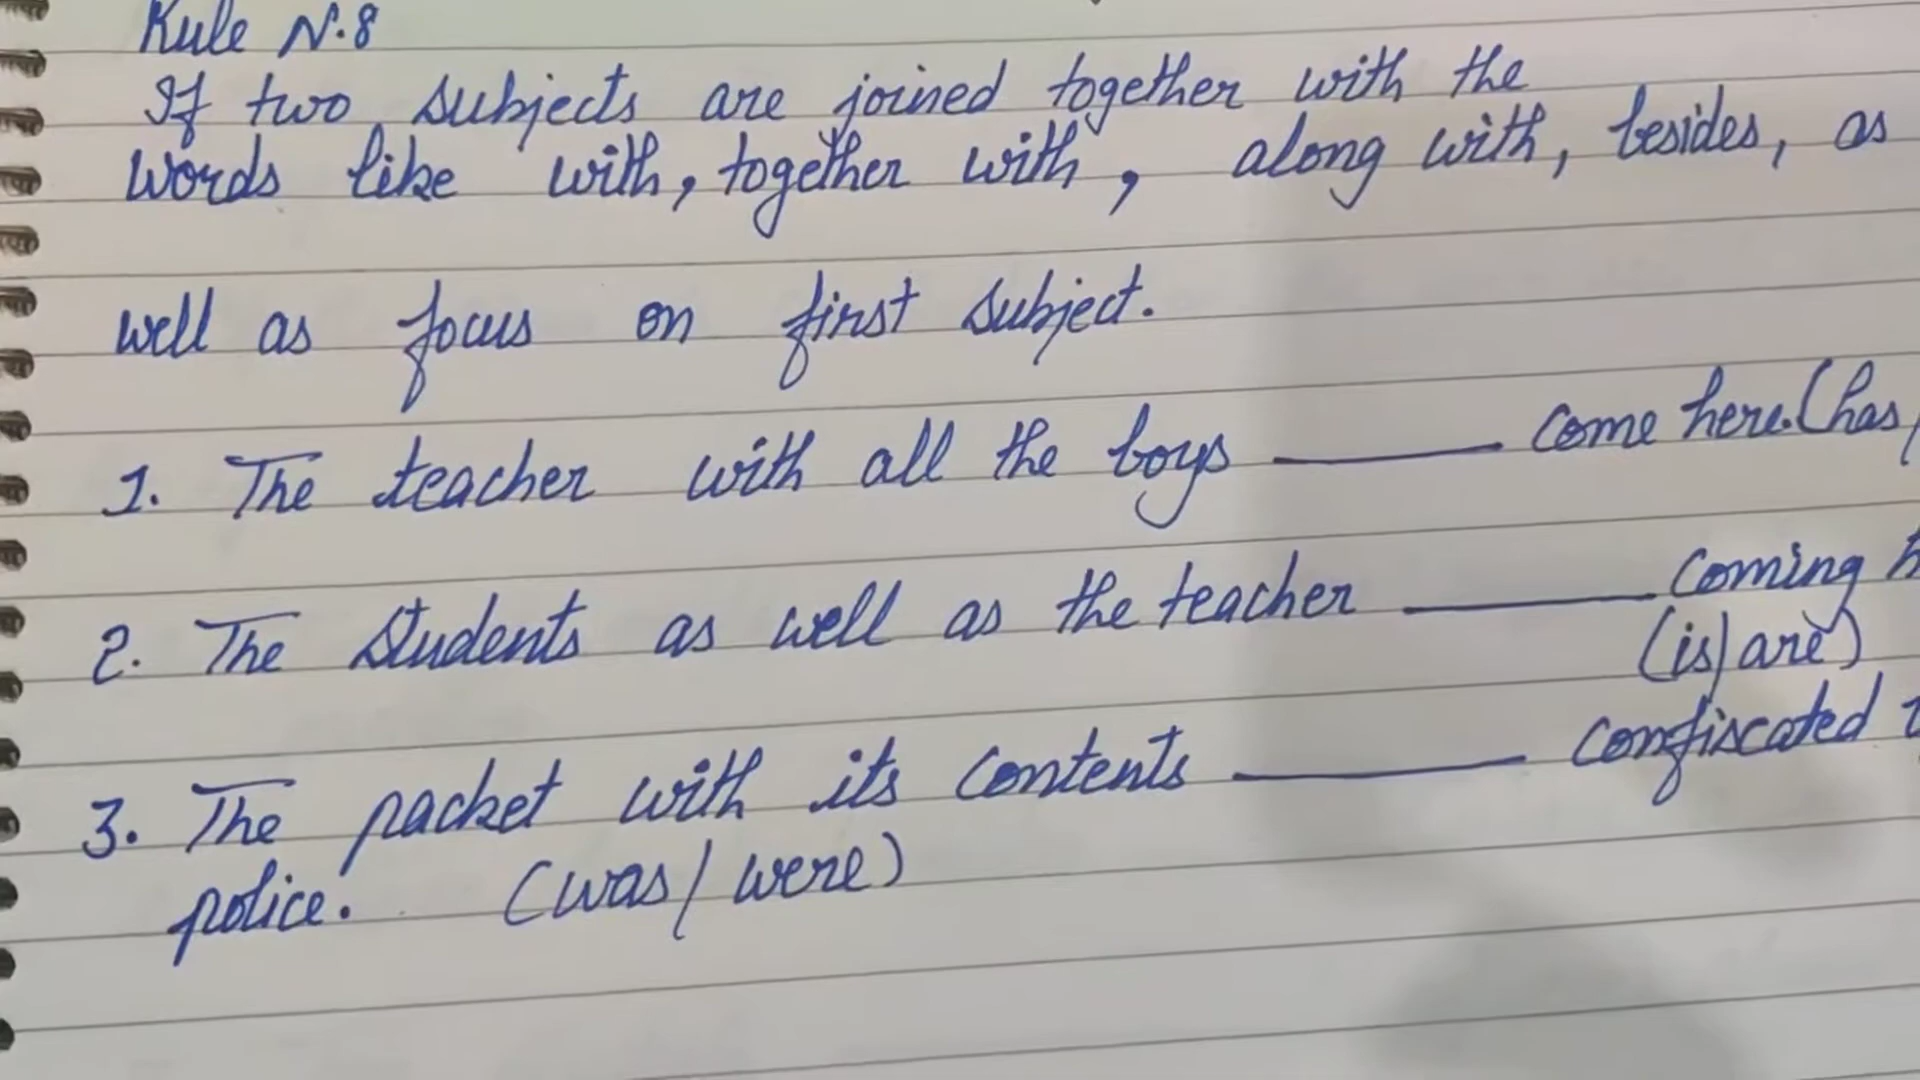 Rule N.8
If two subjects are joined together with the
words like with, together with, along with, besides, as
well as focus on first subject.
1. The teacher with all the boys ______ come here. (has/
2. The students as well as the teacher ______ coming
(is/are)
3. The packet with its contents ______ confiscated
police. (was/were)